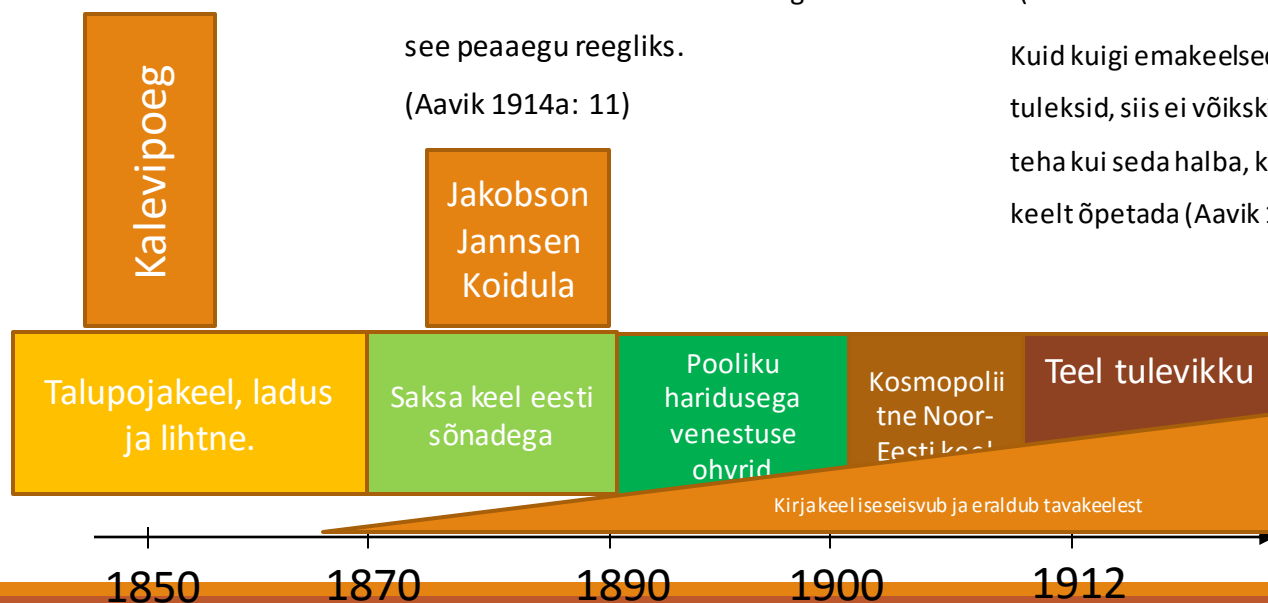 see peaaegu reegliks.
(Aavik 1914a: 11)
Kuid kuigi emakeelsed
tuleksid, siis ei võiks
teha kui seda halba,
keelt õpetada (Aavik
Kalevipoeg
Jakobson
Jannsen
Koidula
Talupojakeel, ladus
ja lihtne.
Saksa keel eesti
sõnadega
Pooliku
haridusega
venestuse
ohvrid
Kosmopolii
tne Noor-
Eesti keel
Teel tulevikku
Kirjakeel iseseisvub ja eraldub tavakeelest
1850
1870
1890
1900
1912